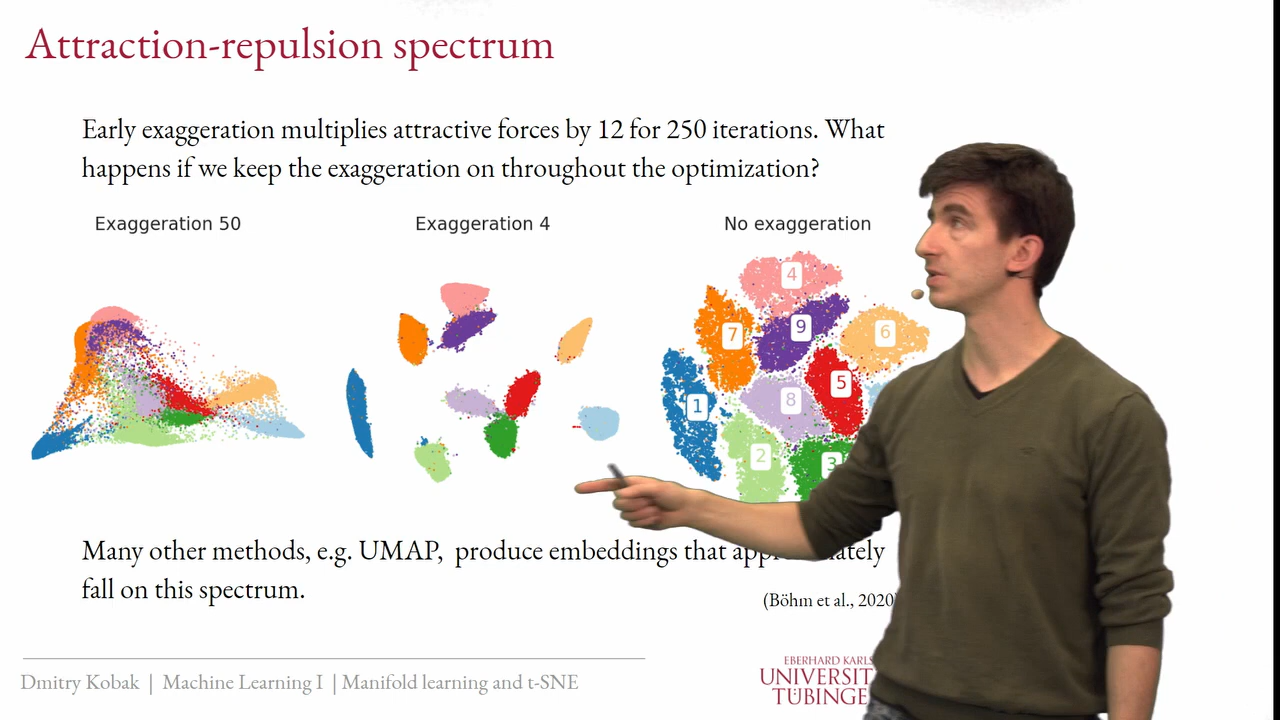 Attraction-repulsion spectrum
Early exaggeration multiplies attractive forces by 12 for 250 iterations. What
happens if we keep the exaggeration on throughout the optimization?
Exaggeration 50
Exaggeration 4
No exaggeration
4
7
9
6
5
1
8
2
3
Many other methods, e.g. UMAP, produce embeddings that approximately
fall on this spectrum.
(Böhm et al., 2020)
Dmitry Kobak | Machine Learning I | Manifold learning and t-SNE
EBERHARD KARLS
UNIVERSIT
TÜBINGE